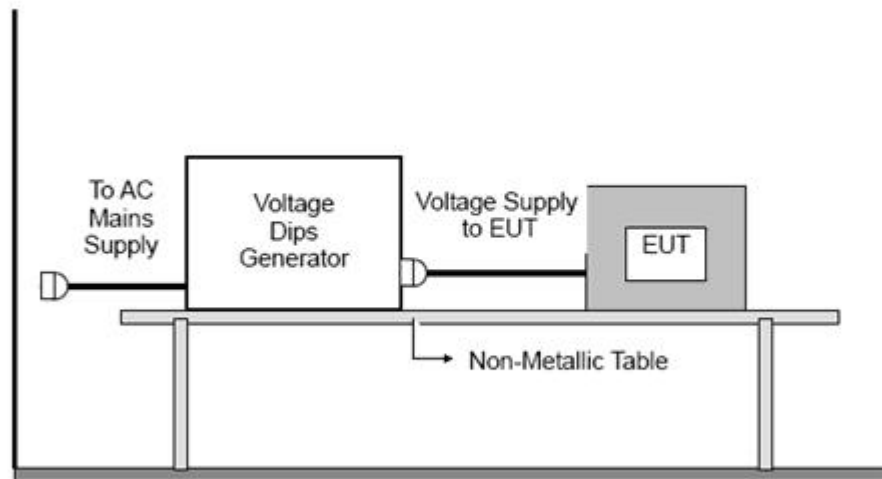 To AC
Mains
Supply
Voltage
Dips
Generator
Voltage Supply
to EUT
EUT
Non-Metallic Table